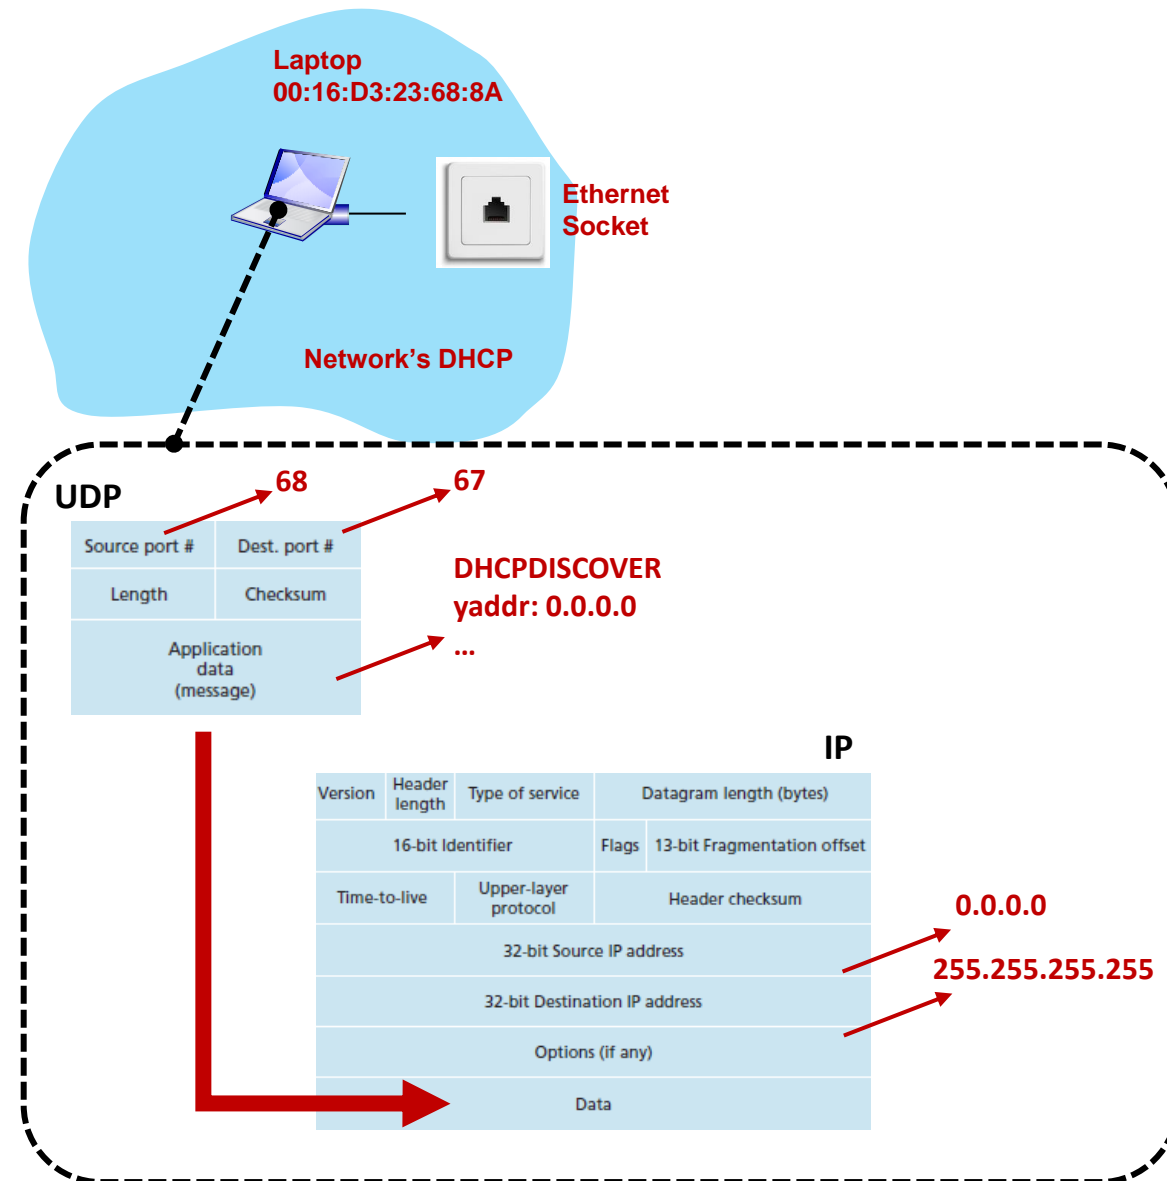 Laptop
00:16:D3:23:68:8A
Ethernet
Socket
Network’s DHCP
UDP
68
67
Source port #
Dest. port #
Length
Checksum
Application
data
(message)
DHCPDISCOVER
yaddr: 0.0.0.0
...
IP
Version
Header
length
Type of service
Datagram length (bytes)
16-bit Identifier
Flags
13-bit Fragmentation offset
Time-to-live
Upper-layer
protocol
Header checksum
0.0.0.0
32-bit Source IP address
255.255.255.255
32-bit Destination IP address
Options (if any)
Data